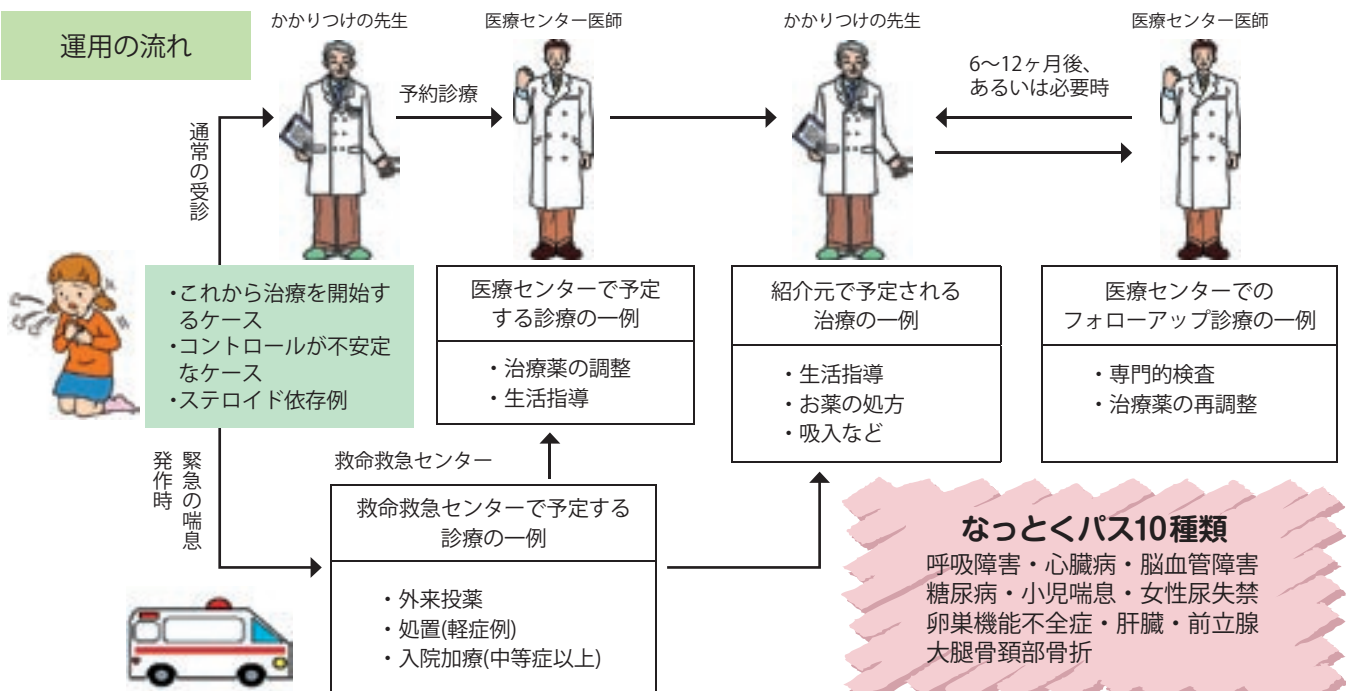 運用の流れ
かかりつけの先生
医療センター医師
かかりつけの先生
医療センター医師
通常の受診
予約診療
6〜12ヶ月後、
あるいは必要時
・これから治療を開始す
るケース
・コントロールが不安定
なケース
・ステロイド依存例
医療センターで予定
する診療の一例
・治療薬の調整
・生活指導
紹介元で予定される
治療の一例
・生活指導
・お薬の処方
・吸入など
医療センターでの
フォローアップ診療の一例
・専門的検査
・治療薬の再調整
緊急の喘息
発作時
救命救急センター
救命救急センターで予定する
診療の一例
・外来投薬
・処置(軽症例)
・入院加療(中等症以上)
なっとくパス10種類
呼吸障害・心臓病・脳血管障害
糖尿病・小児喘息・女性尿失禁
卵巣機能不全症・肝臓・前立腺
大腿骨頚部骨折